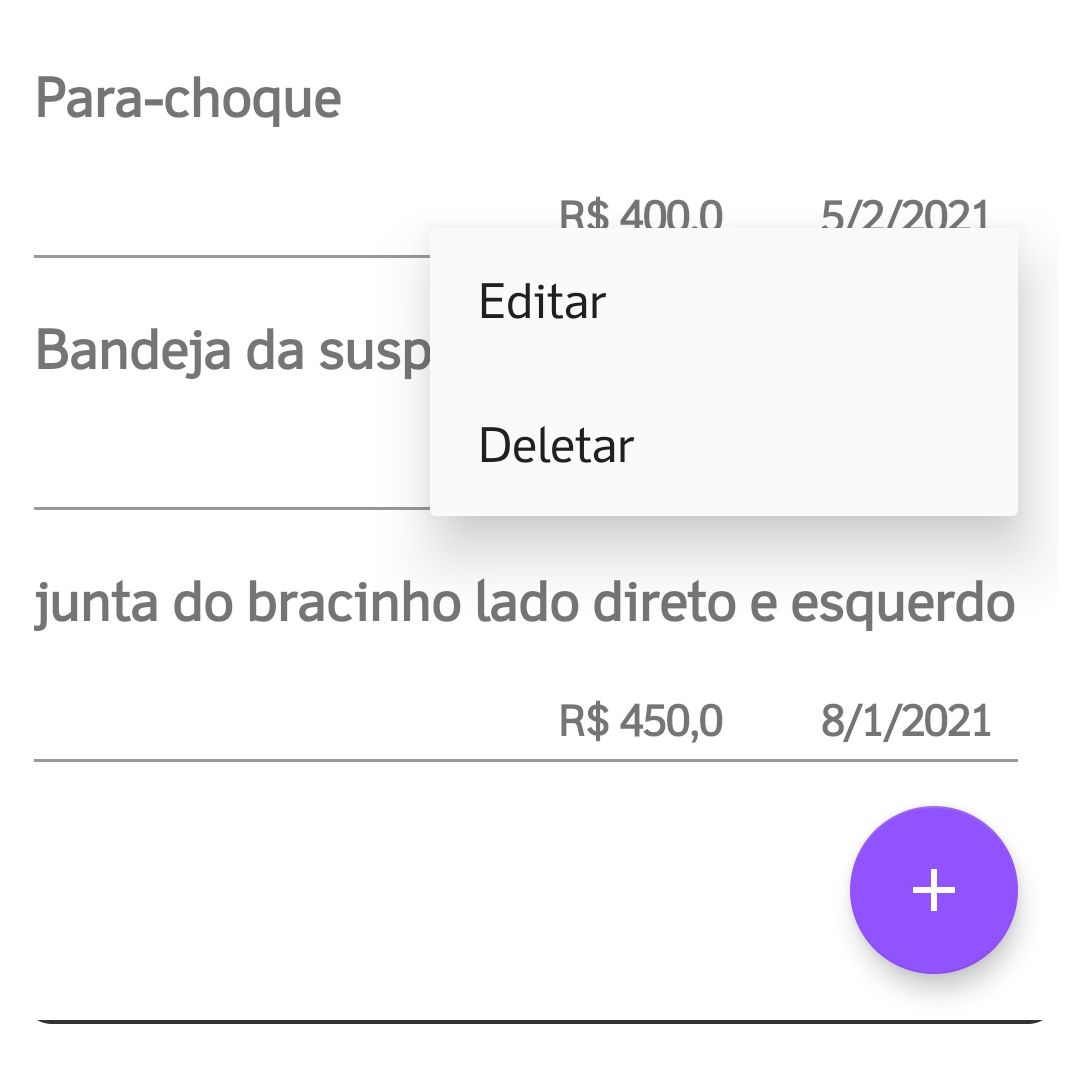 Para-choque
R$ 400,0 5/2/2021
Editar
Bandeja da susp
Deletar
junta do bracinho lado direto e esquerdo
R$ 450,0 8/1/2021
+